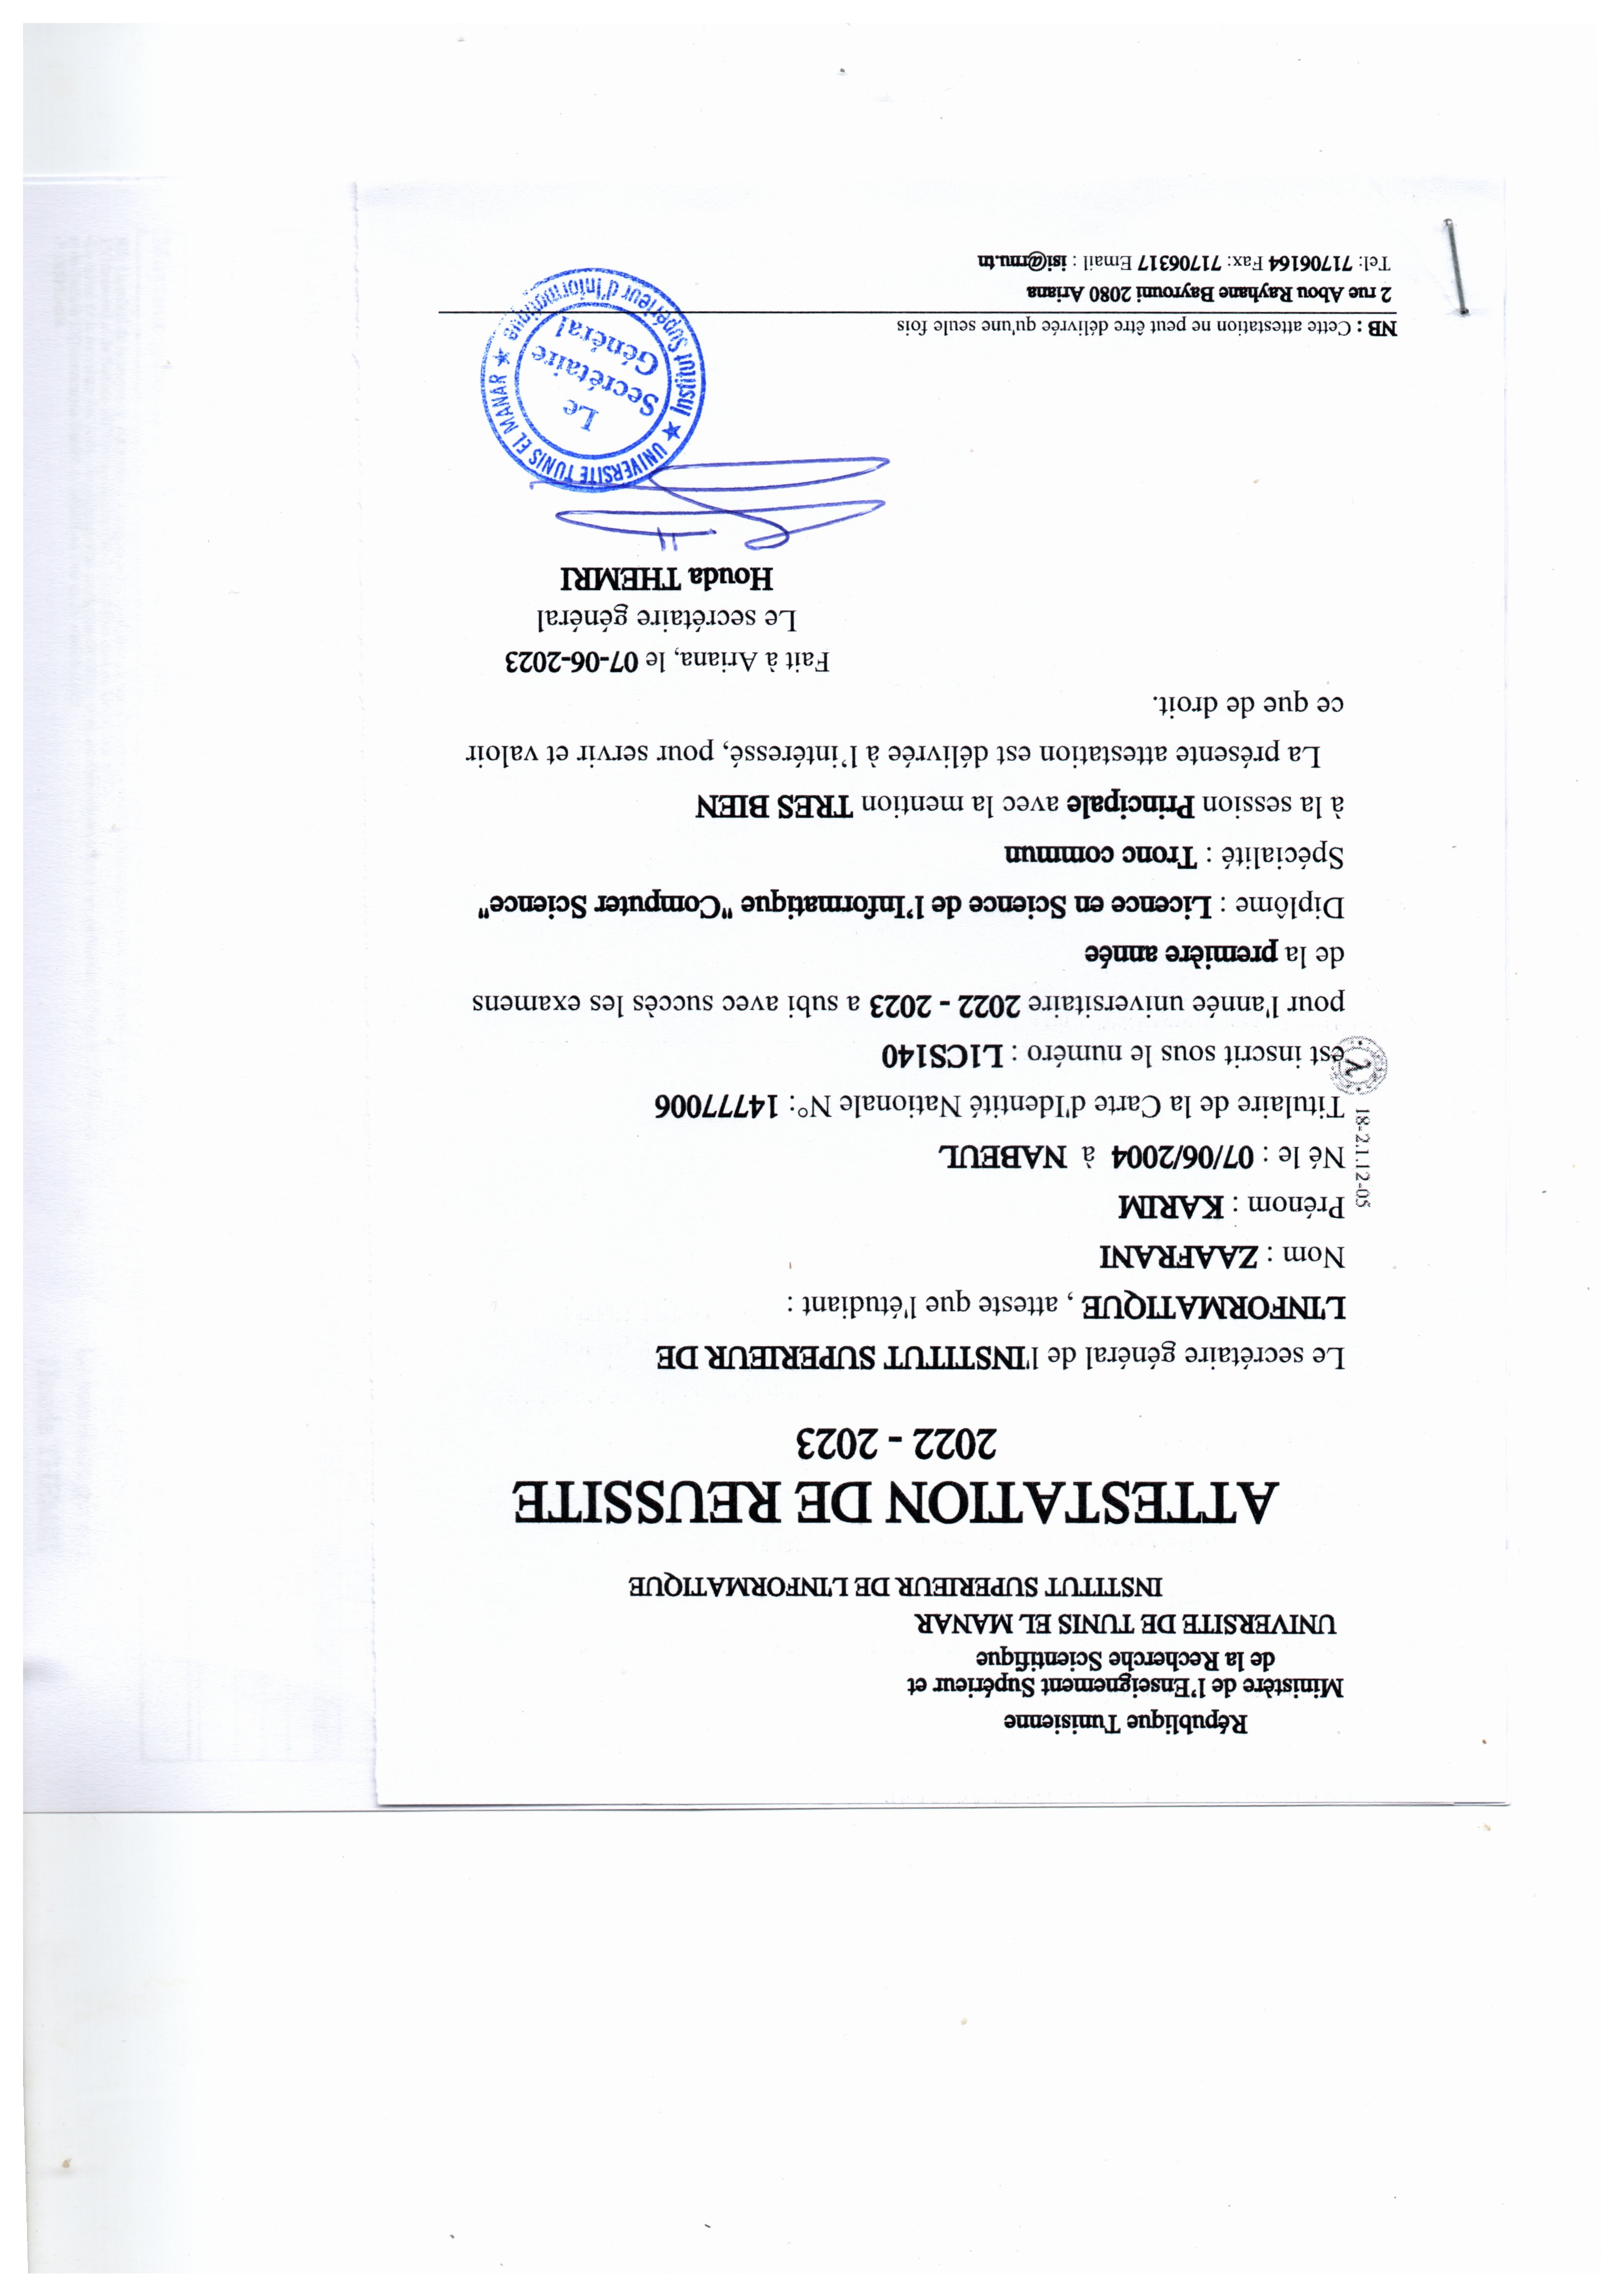 République Tunisienne
Ministère de l'Enseignement Supérieur et
de la Recherche Scientifique
UNIVERSITE DE TUNIS EL MANAR
INSTITUT SUPERIEUR DE L'INFORMATIQUE
ATTESTATION DE REUSSITE
2022 - 2023
Le secrétaire général de l'INSTITUT SUPERIEUR DE
L'INFORMATIQUE , atteste que l'étudiant :
Nom : ZAAFRANI
Prénom : KARIM
Né le : 07/06/2004 à NABEUL
Titulaire de la Carte d'Identité Nationale N°: 14777006
est inscrit sous le numéro : L1CS140
pour l'année universitaire 2022 - 2023 a subi avec succès les examens
de la première année
Diplôme : Licence en Science de l'Informatique "Computer Science"
Spécialité : Tronc commun
à la session Principale avec la mention TRES BIEN
La présente attestation est délivrée à l'intéressé, pour servir et valoir
ce que de droit.
18-2.1.12-05
Fait à Ariana, le 07-06-2023
Le secrétaire général
Houda THEMRI
UNIVERSITE TUNIS EL MANAR
Institut Supérieur d'Informatique
Le
Secrétaire
Général
NB : Cette attestation ne peut être délivrée qu'une seule fois
2 rue Abou Rayhane Bayrouni 2080 Ariana
Tel: 71706164 Fax: 71706317 Email : isi@rnu.tn